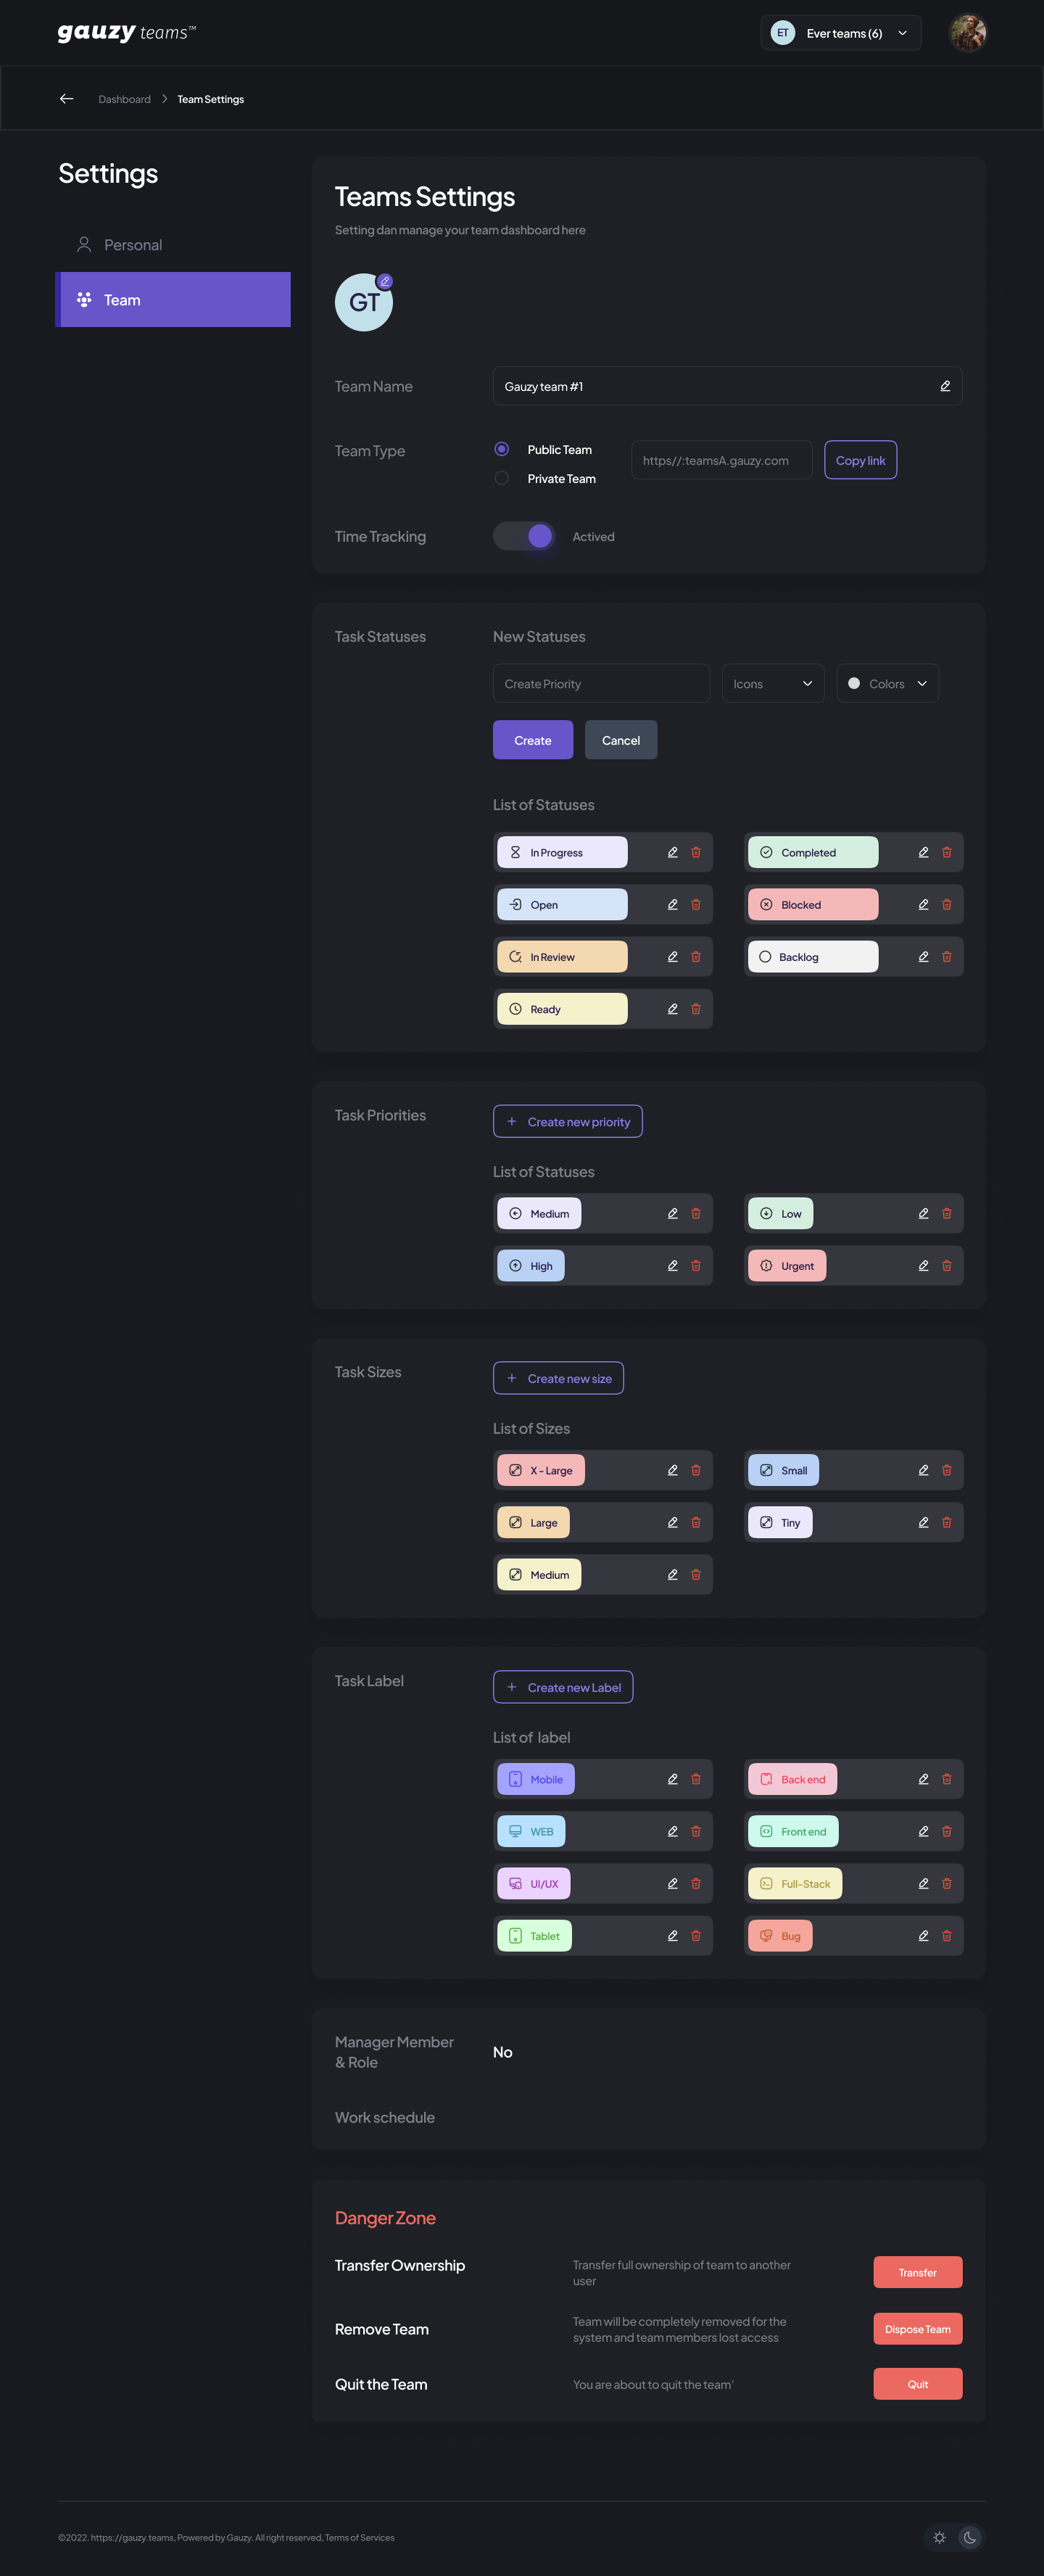 gauzy teams™
ET Ever teams (6)
Dashboard Team Settings
Settings
Personal
Team
Teams Settings
Setting dan manage your team dashboard here
GT
Team Name
Gauzy team #1
Team Type
Public Team
Private Team
https//:teamsA.gauzy.com
Copy link
Time Tracking
Actived
Task Statuses
New Statuses
Create Priority
Icons
Colors
Create
Cancel
List of Statuses
In Progress
Completed
Open
Blocked
In Review
Backlog
Ready
Task Priorities
Create new priority
List of Statuses
Medium
Low
High
Urgent
Task Sizes
Create new size
List of Sizes
X - Large
Small
Large
Tiny
Medium
Task Label
Create new Label
List of label
Mobile
Back end
WEB
Front end
UI/UX
Full-Stack
Tablet
Bug
Manager Member
& Role
No
Work schedule
Danger Zone
Transfer Ownership
Transfer full ownership of team to another
user
Transfer
Remove Team
Team will be completely removed for the
system and team members lost access
Dispose Team
Quit the Team
You are about to quit the team'
Quit
©2022. https://gauzy.teams, Powered by Gauzy. All right reserved, Terms of Services